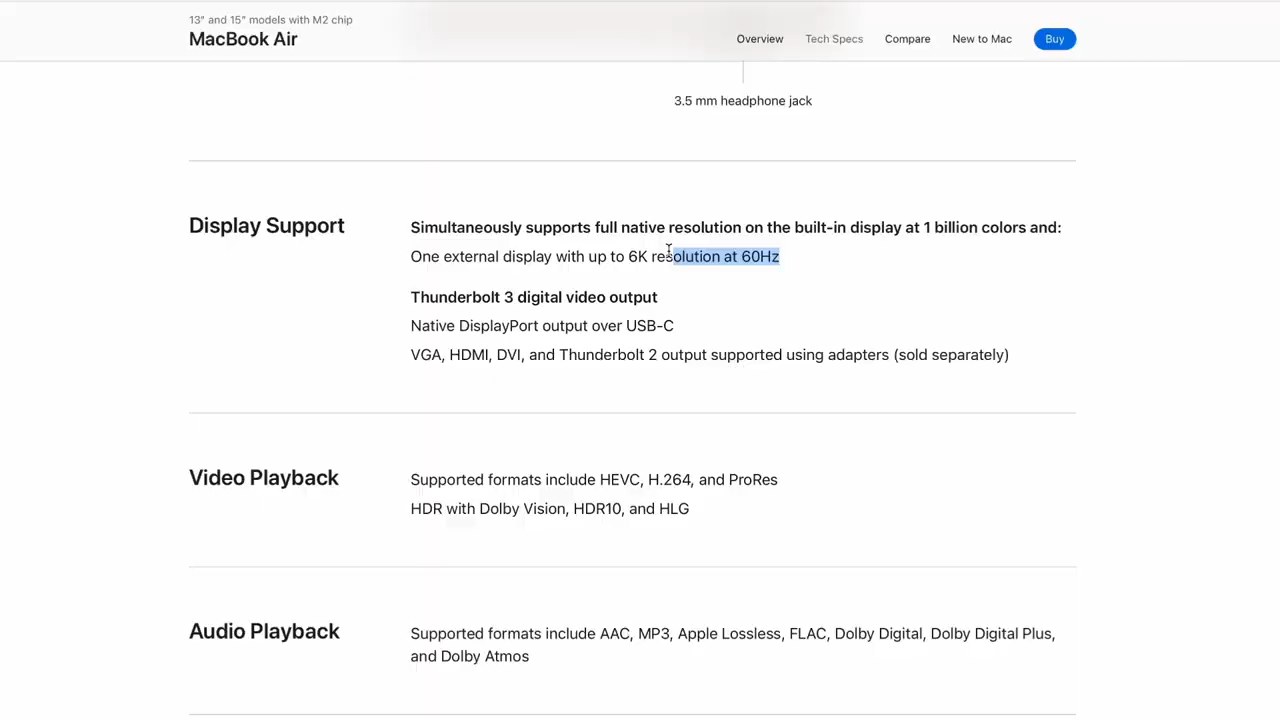 13″ and 15″ models with M2 chip
MacBook Air
Overview
Tech Specs
Compare
New to Mac
Buy
3.5 mm headphone jack
Display Support
Simultaneously supports full native resolution on the built-in display at 1 billion colors and:
One external display with up to 6K resolution at 60Hz
Thunderbolt 3 digital video output
Native DisplayPort output over USB-C
VGA, HDMI, DVI, and Thunderbolt 2 output supported using adapters (sold separately)
Video Playback
Supported formats include HEVC, H.264, and ProRes
HDR with Dolby Vision, HDR10, and HLG
Audio Playback
Supported formats include AAC, MP3, Apple Lossless, FLAC, Dolby Digital, Dolby Digital Plus,
and Dolby Atmos